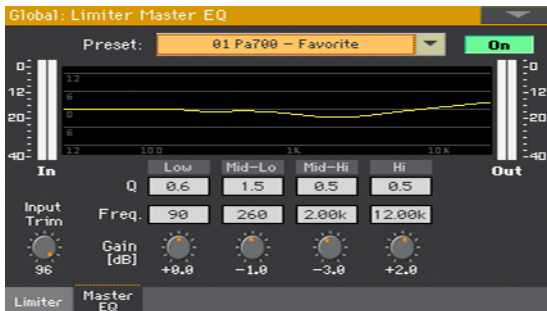 Global: Limiter Master EQ
Preset: 01 Pa700 – Favorite On
0 12 0
12 6 12
20 0 20
6
40 12 100 1K 10K 40
In Out
Low Mid-Lo Mid-Hi Hi
Q 0.6 1.5 0.5 0.5
Input Trim Freq. 90 260 2.00k 12.00k
Gain [dB]
96 +0.0 -1.0 -3.0 +2.0
Limiter Master EQ